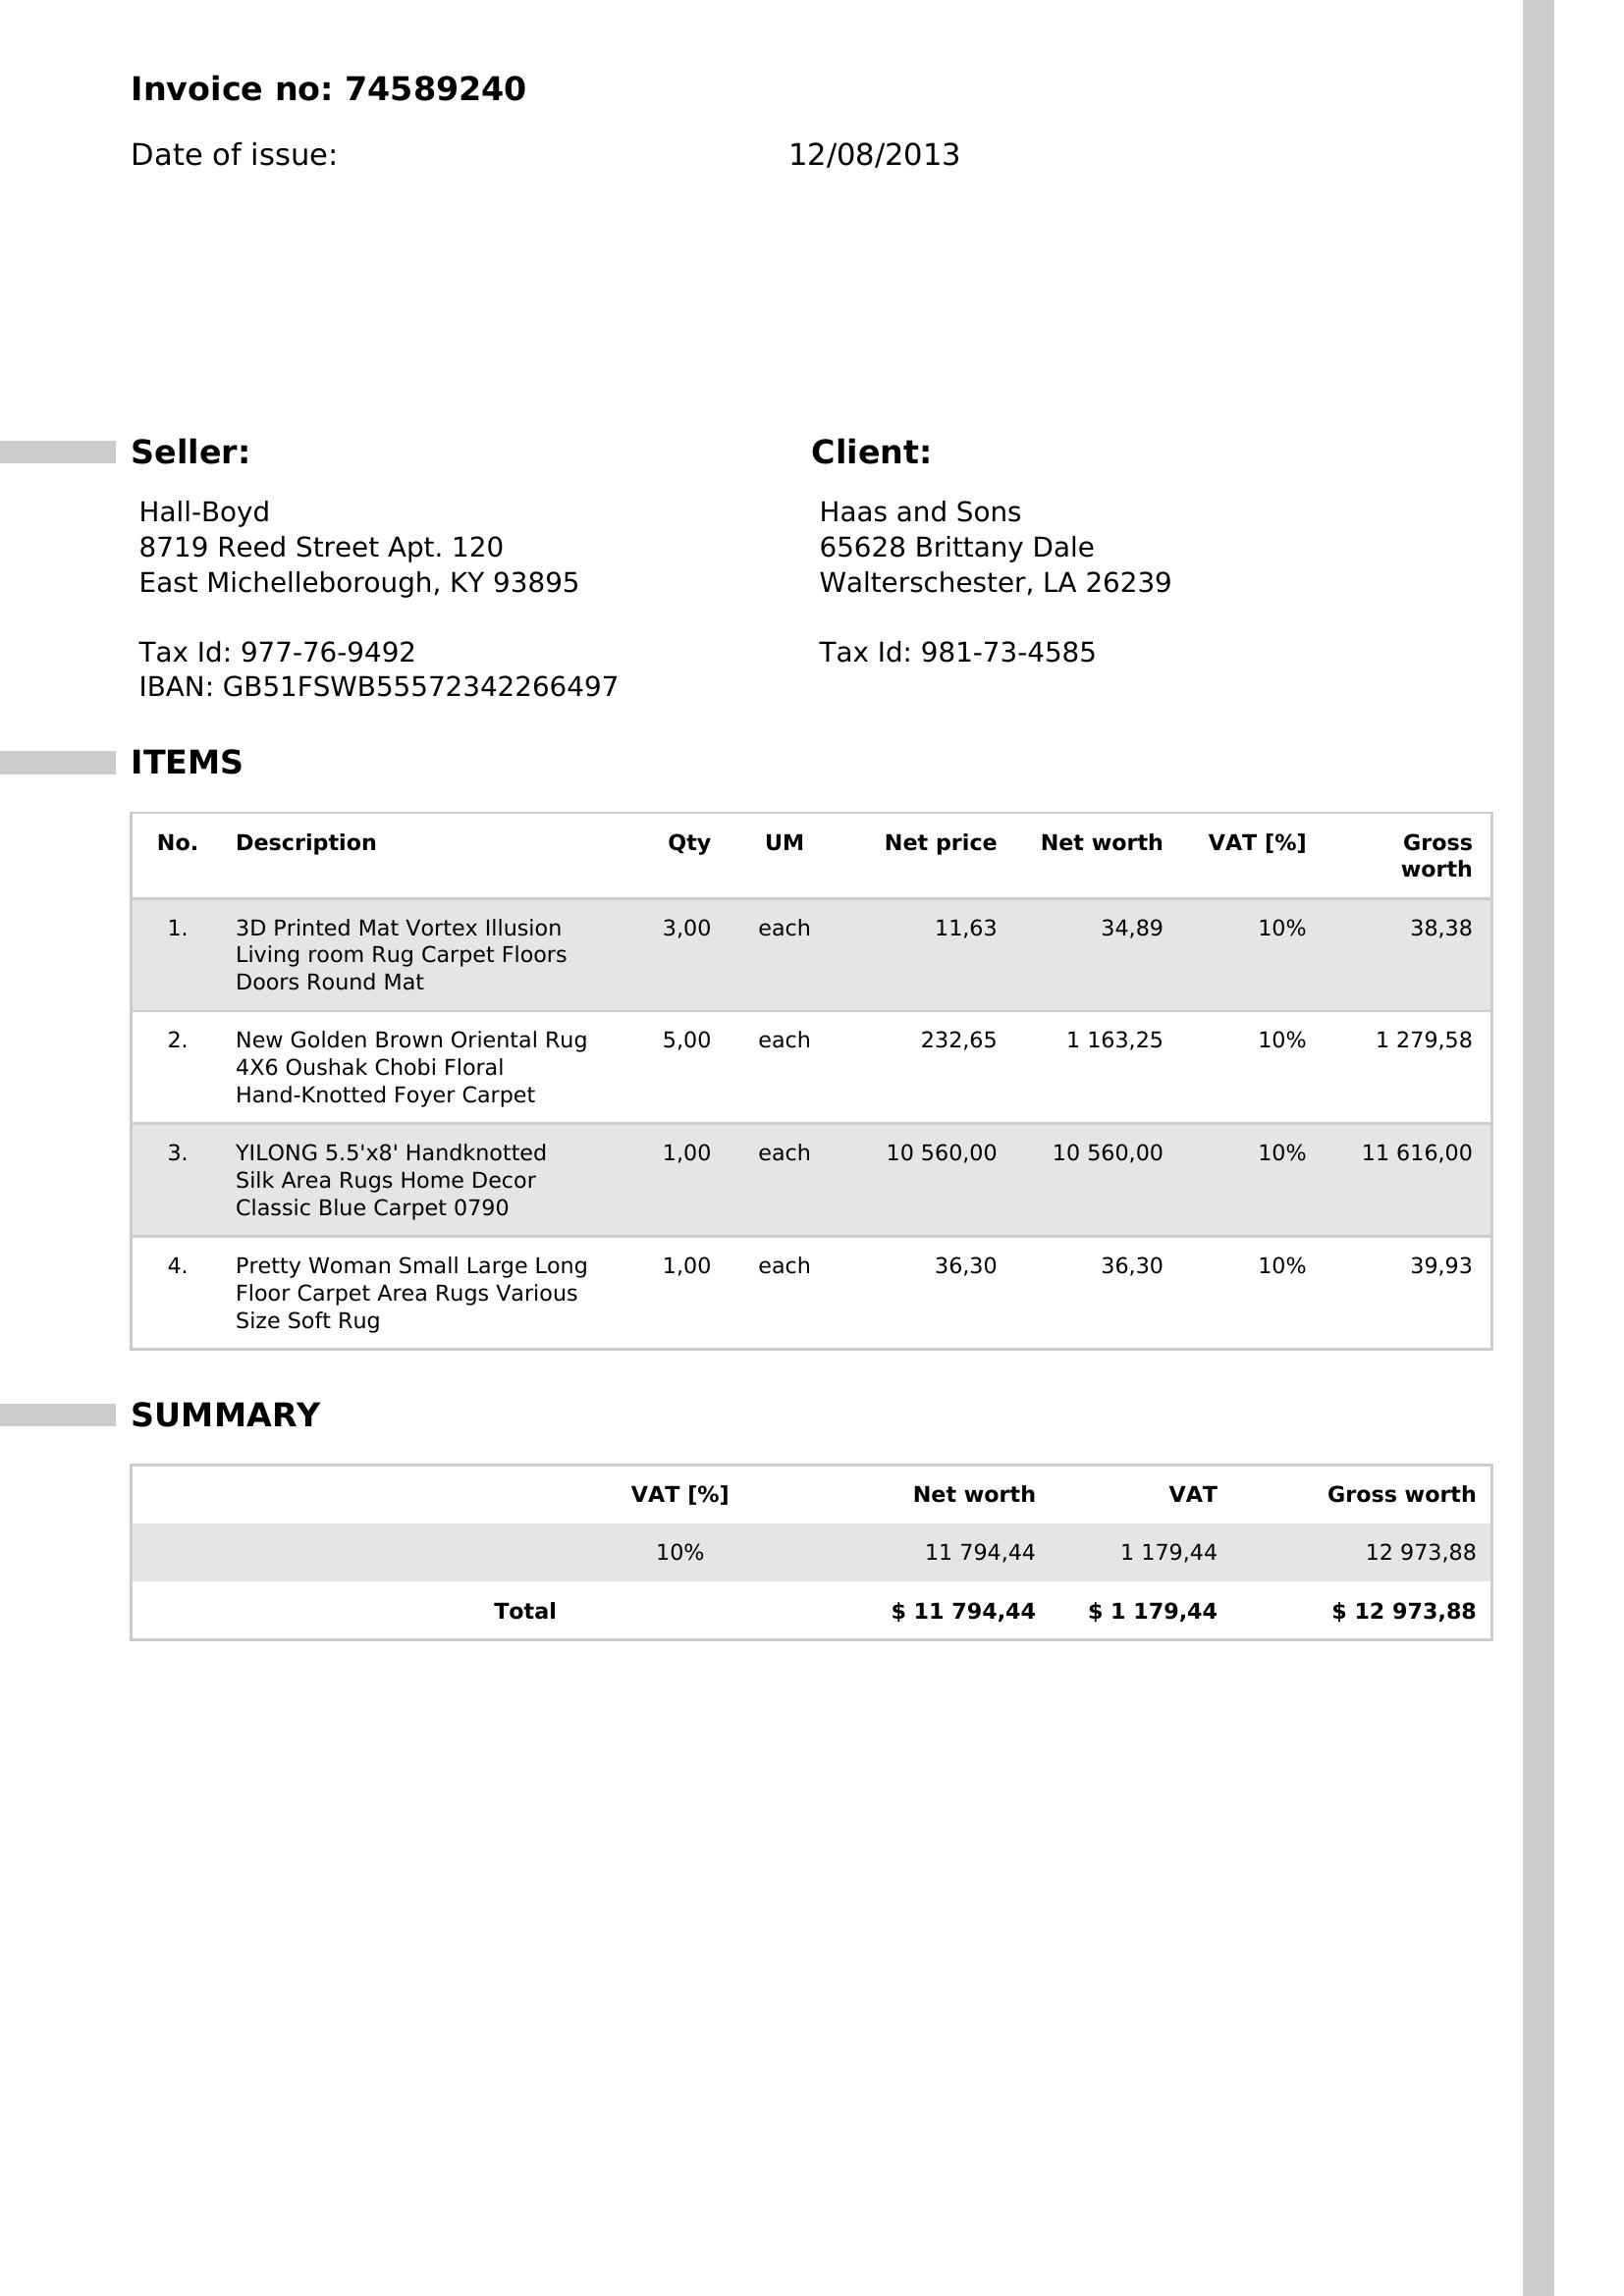 Invoice no: 74589240
Date of issue: 12/08/2013
Seller:
Hall-Boyd
8719 Reed Street Apt. 120
East Michelleborough, KY 93895
Tax Id: 977-76-9492
IBAN: GB51FSWB55572342266497
Client:
Haas and Sons
65628 Brittany Dale
Walterschester, LA 26239
Tax Id: 981-73-4585
ITEMS
No. Description Qty UM Net price Net worth VAT [%] Gross
worth
1. 3D Printed Mat Vortex Illusion 3,00 each 11,63 34,89 10% 38,38
Living room Rug Carpet Floors
Doors Round Mat
2. New Golden Brown Oriental Rug 5,00 each 232,65 1 163,25 10% 1 279,58
4X6 Oushak Chobi Floral
Hand-Knotted Foyer Carpet
3. YILONG 5.5'x8' Handknotted 1,00 each 10 560,00 10 560,00 10% 11 616,00
Silk Area Rugs Home Decor
Classic Blue Carpet 0790
4. Pretty Woman Small Large Long 1,00 each 36,30 36,30 10% 39,93
Floor Carpet Area Rugs Various
Size Soft Rug
SUMMARY
VAT [%] Net worth VAT Gross worth
10% 11 794,44 1 179,44 12 973,88
Total $ 11 794,44 $ 1 179,44 $ 12 973,88